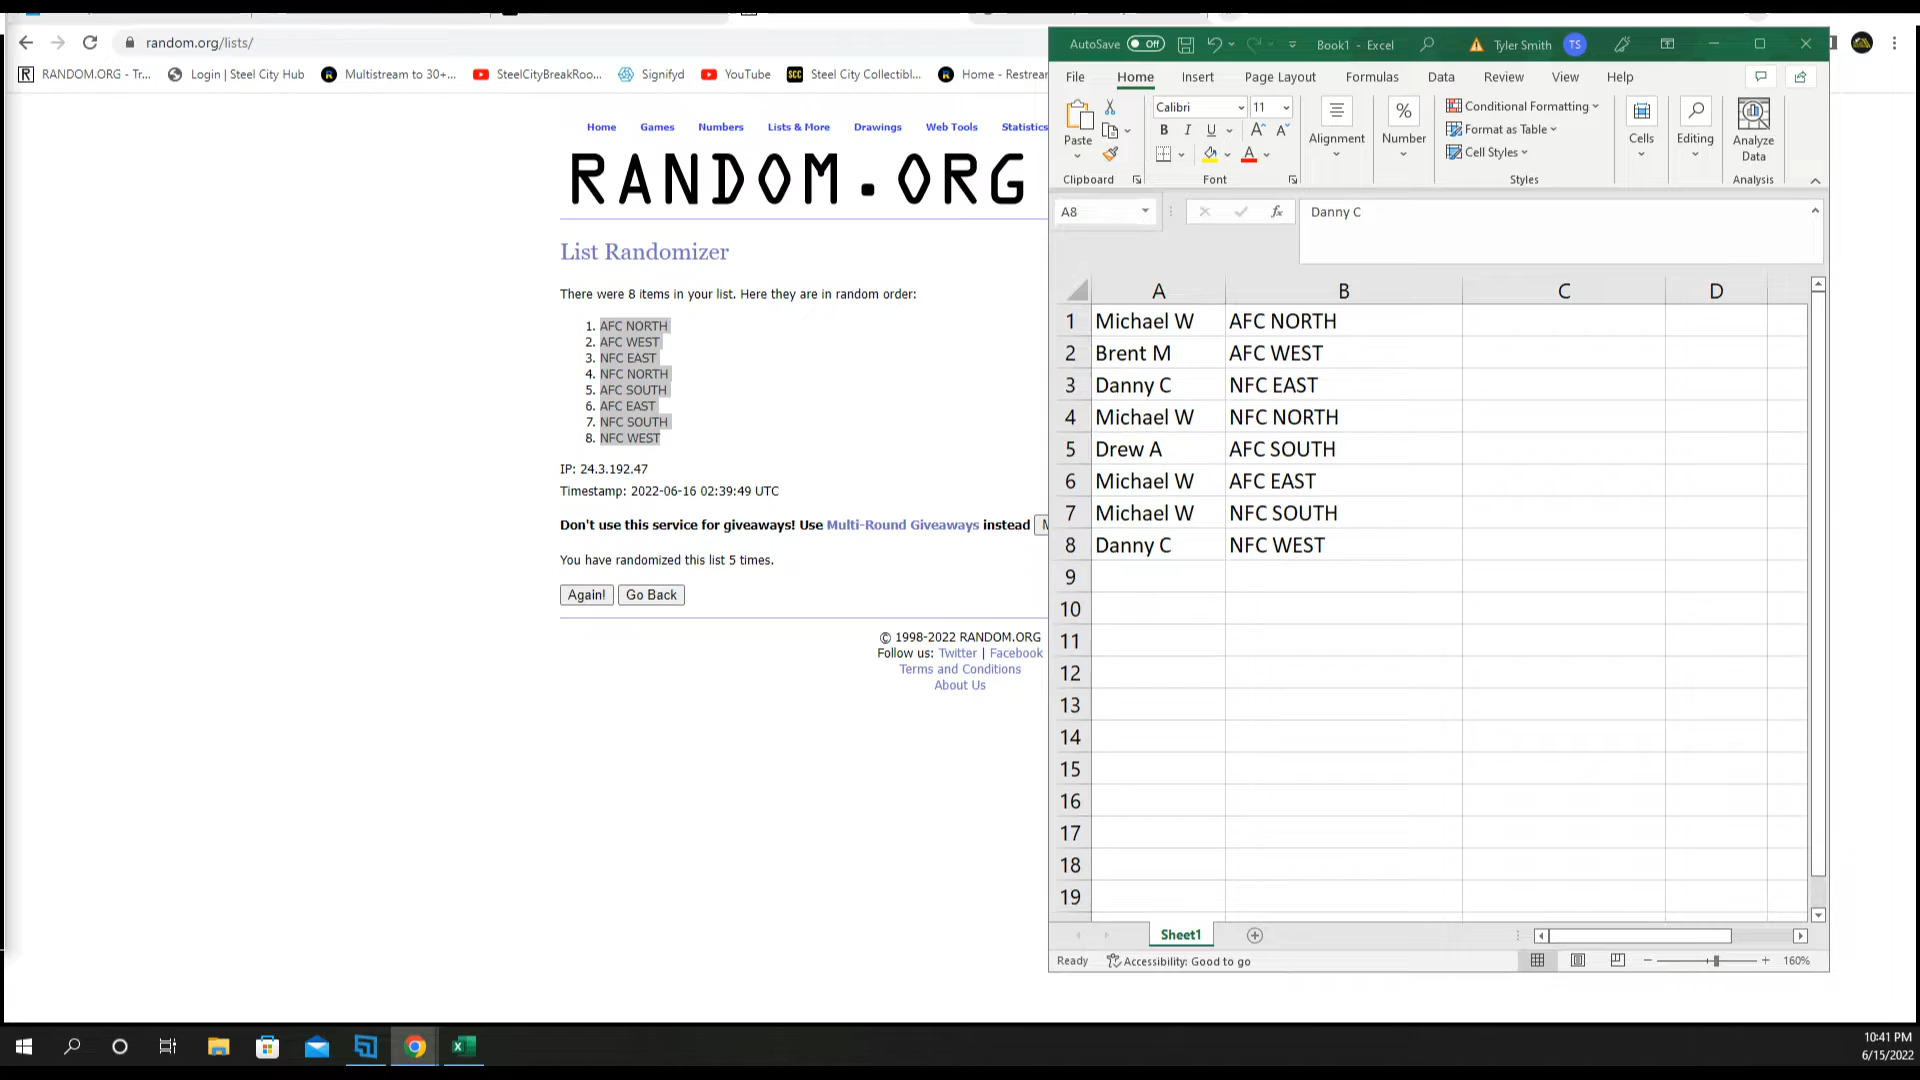 random.org/lists/
RANDOM.ORG - Tr...
Login | Steel City Hub
Multistream to 30+...
SteelCityBreakRoo...
Signifyd
YouTube
SCC
Steel City Collectibl...
Home - Restrear
Home
Games
Numbers
Lists & More
Drawings
Web Tools
Statistics
RANDOM.ORG
List Randomizer
There were 8 items in your list. Here they are in random order:
1. AFC NORTH
2. AFC WEST
3. NFC EAST
4. NFC NORTH
5. AFC SOUTH
6. AFC EAST
7. NFC SOUTH
8. NFC WEST
IP: 24.3.192.47
Timestamp: 2022-06-16 02:39:49 UTC
Don't use this service for giveaways! Use Multi-Round Giveaways instead
You have randomized this list 5 times.
Again!
Go Back
© 1998-2022 RANDOM.ORG
Follow us: Twitter | Facebook
Terms and Conditions
About Us
AutoSave Off
Book1 - Excel
Tyler Smith
TS
File
Home
Insert
Page Layout
Formulas
Data
Review
View
Help
Paste
Clipboard
Calibri
11
B I U
Font
Alignment
Number
Conditional Formatting
Format as Table
Cell Styles
Styles
Cells
Editing
Analyze
Data
Analysis
A8
fx
Danny C
A B C D
1 Michael W AFC NORTH
2 Brent M AFC WEST
3 Danny C NFC EAST
4 Michael W NFC NORTH
5 Drew A AFC SOUTH
6 Michael W AFC EAST
7 Michael W NFC SOUTH
8 Danny C NFC WEST
9
10
11
12
13
14
15
16
17
18
19
Sheet1
Ready
Accessibility: Good to go
160%
10:41 PM
6/15/2022